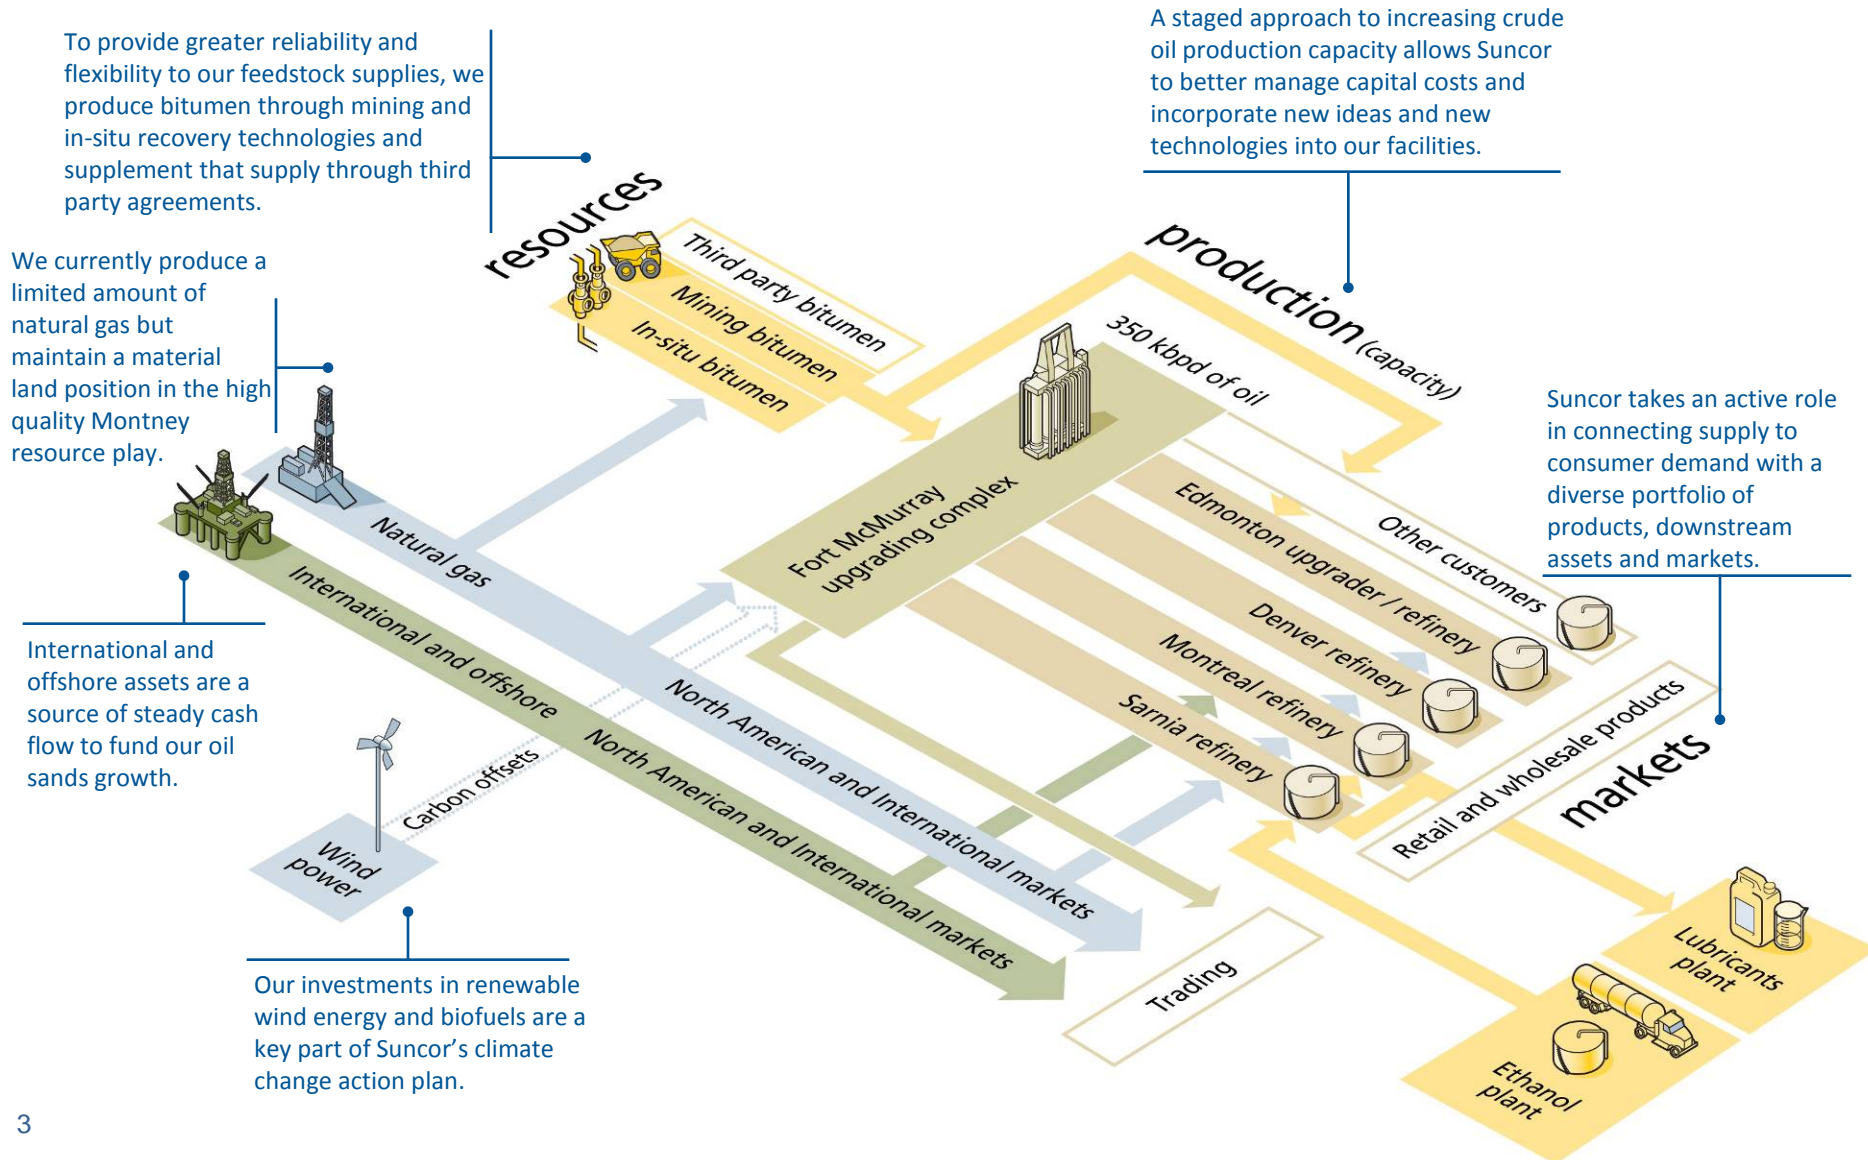 To provide greater reliability and
flexibility to our feedstock supplies, we
produce bitumen through mining and
in-situ recovery technologies and
supplement that supply through third
party agreements.
A staged approach to increasing crude
oil production capacity allows Suncor
to better manage capital costs and
incorporate new ideas and new
technologies into our facilities.
We currently produce a
limited amount of
natural gas but
maintain a material
land position in the high
quality Montney
resource play.
resources
Third party bitumen
Mining bitumen
In-situ bitumen
production (capacity)
350 kbpd of oil
Suncor takes an active role
in connecting supply to
consumer demand with a
diverse portfolio of
products, downstream
assets and markets.
Fort McMurray
upgrading complex
Other customers
Edmonton upgrader / refinery
Denver refinery
Montreal refinery
Sarnia refinery
Natural gas
North American and International markets
International and offshore
North American and International markets
International and
offshore assets are a
source of steady cash
flow to fund our oil
sands growth.
Carbon offsets
Wind
power
Retail and wholesale products
markets
Trading
Lubricants
plant
Ethanol
plant
Our investments in renewable
wind energy and biofuels are a
key part of Suncor’s climate
change action plan.
3